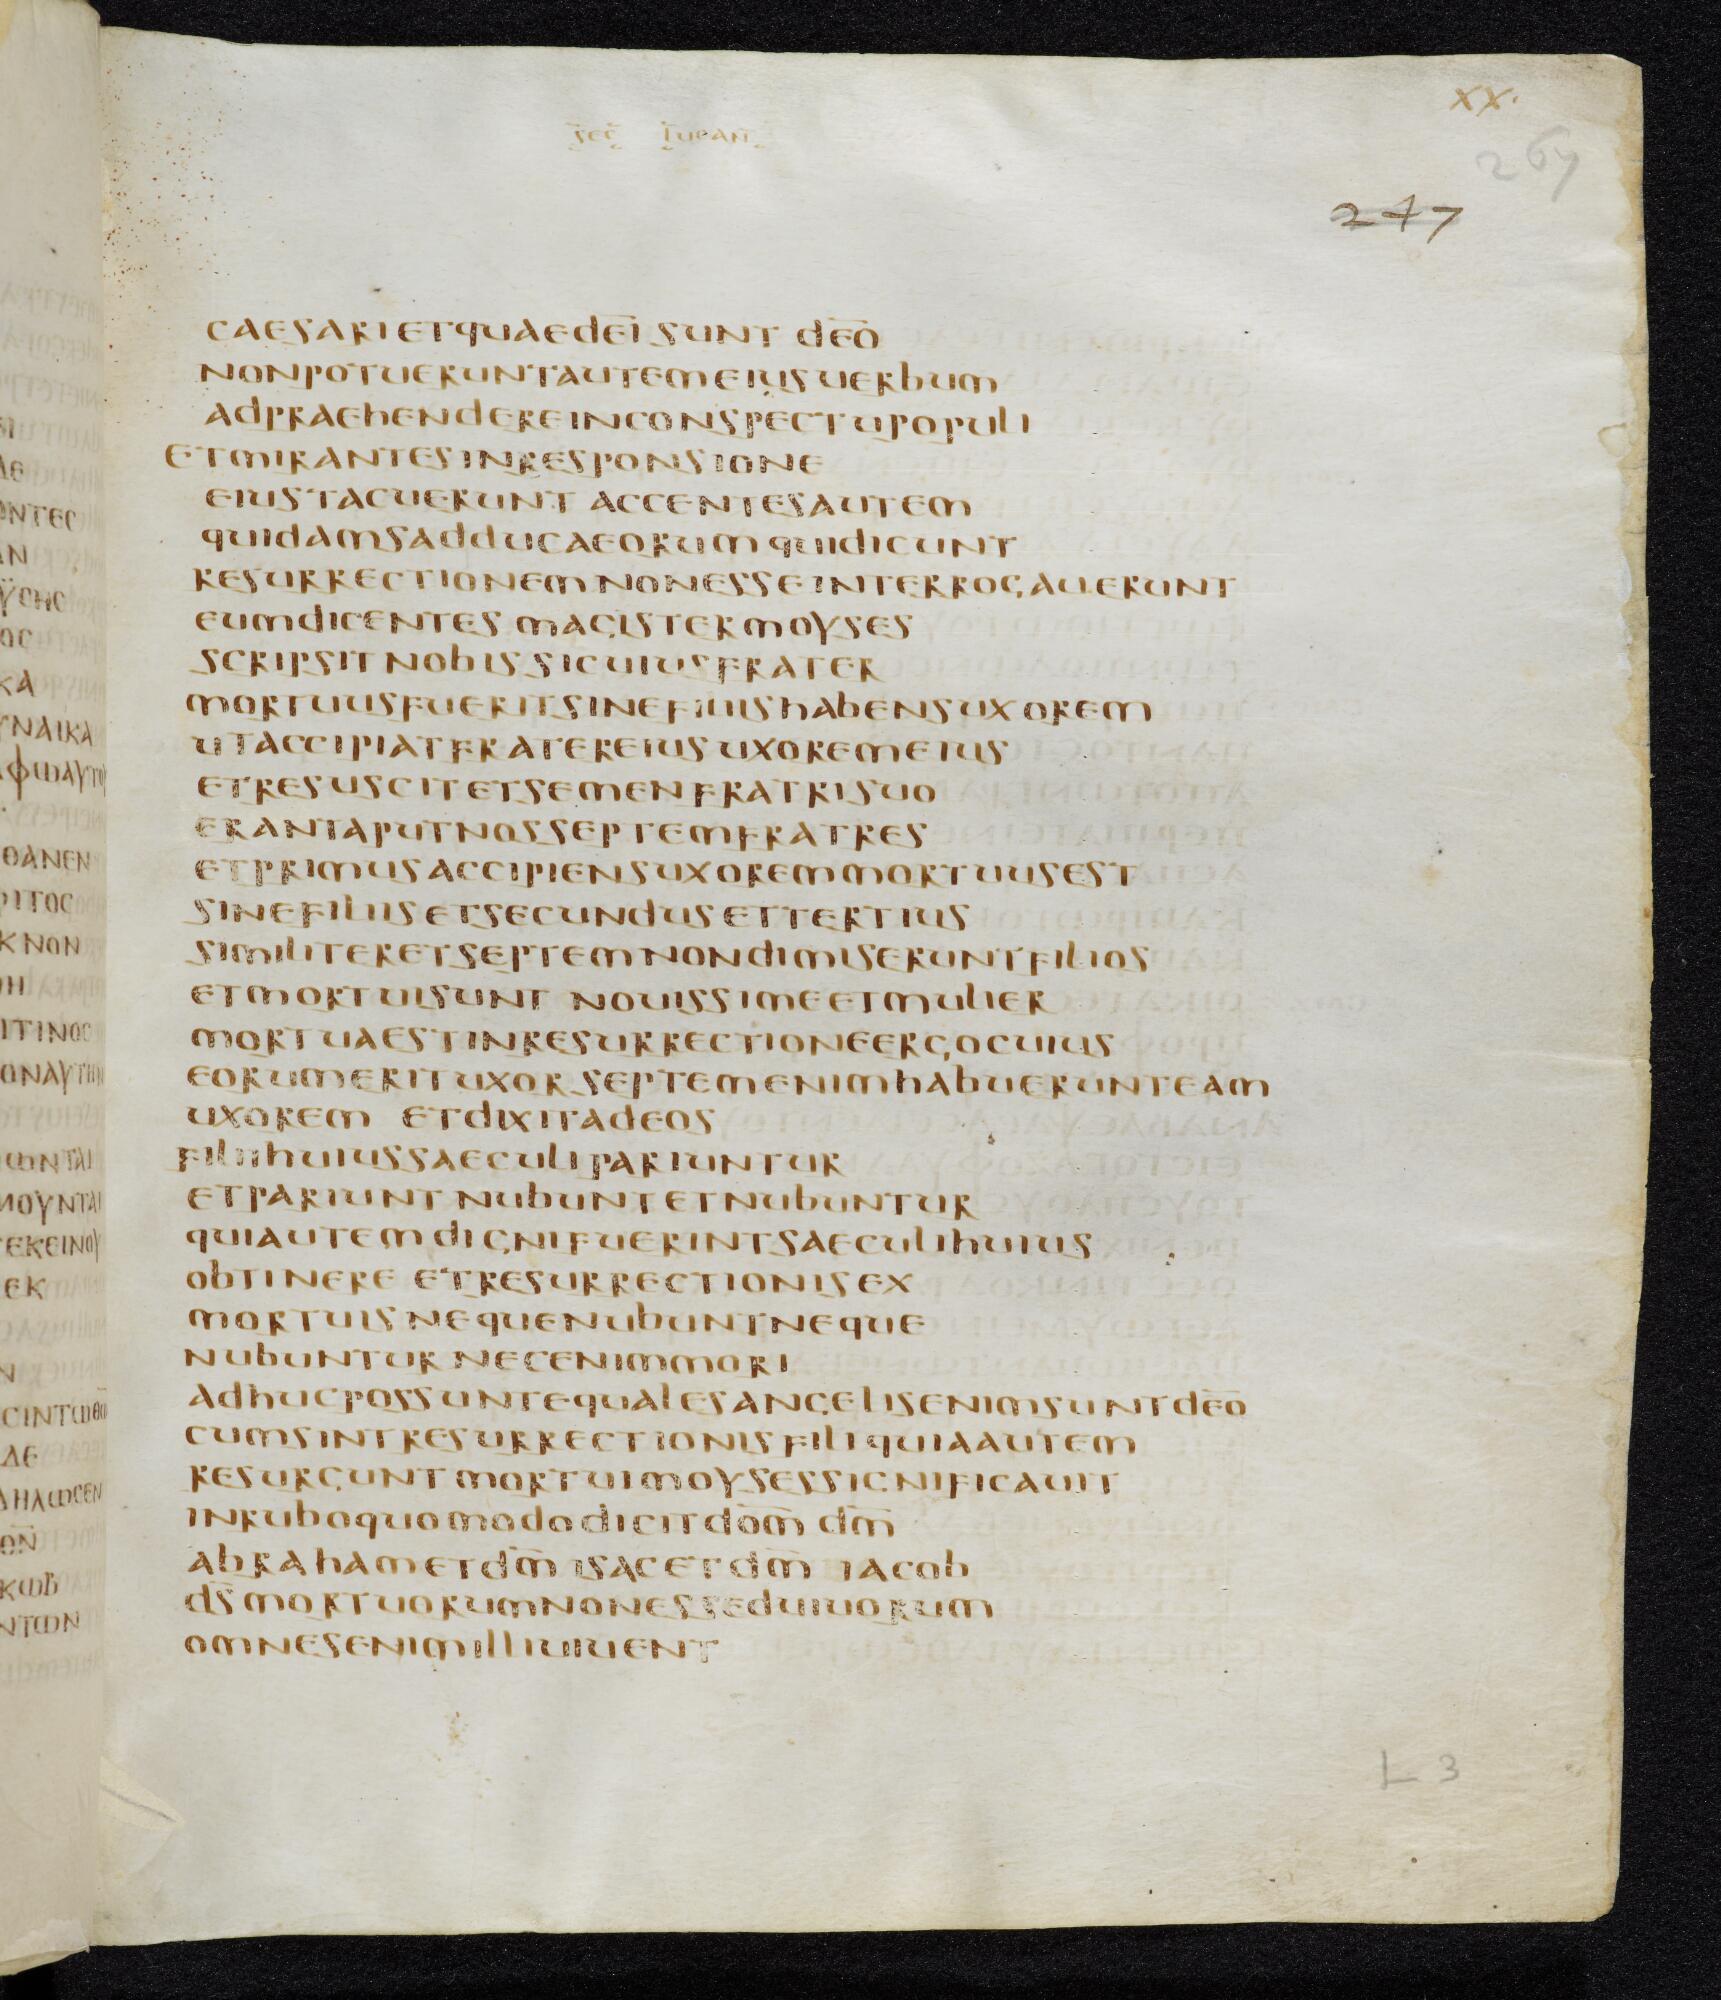 XX.
267
sec lucan
247
CAESARI ET QUAE DEI SUNT DEO
NON POTUERUNT AUTEM EIUS UERBUM
ADPRAEHENDERE IN CONSPECTU POPULI
ET MIRANTES IN RESPONSIONE
EIUS TACUERUNT ACCENTES AUTEM
QUIDAM SADDUCAEORUM QUI DICUNT
RESURRECTIONEM NON ESSE INTERROGAUERUNT
EUM DICENTES MAGISTER MOYSES
SCRIPSIT NOBIS SI CUIUS FRATER
MORTUUS FUERIT SINE FILIIS HABENS UXOREM
UT ACCIPIAT FRATER EIUS UXOREM EIUS
ET RESUSCITET SEMEN FRATRI SUO
ERANT APUT NOS SEPTEM FRATRES
ET PRIMUS ACCIPIENS UXOREM MORTUUS EST
SINE FILIIS ET SECUNDUS ET TERTIUS
SIMILITER ET SEPTEM NON DIMISERUNT FILIOS
ET MORTUI SUNT NOUISSIME ET MULIER
MORTUA EST IN RESURRECTIONE ERGO CUIUS
EORUM ERIT UXOR SEPTEM ENIM HABUERUNT EAM
UXOREM ET DIXIT AD EOS
FILII HUIUS SAECULI PARIUNTUR
ET PARIUNT NUBUNT ET NUBUNTUR
QUI AUTEM DIGNI FUERINT SAECULI HUIUS
OBTINERE ET RESURRECTIONIS EX
MORTUIS NEQUE NUBUNT NEQUE
NUBUNTUR NEC ENIM MORI
ADHUC POSSUNT EQUALES ANGELIS ENIM SUNT DEO
CUM SINT RESURRECTIONIS FILI QUIA AUTEM
RESURGUNT MORTUI MOYSES SIGNIFICAUIT
IN RUBO QUOMODO DICIT DOM̅ DM̅
ABRAHAM ET DM̅ ISAC ET DM̅ IACOB
DS̅ MORTUORUM NON EST SED UIUORUM
OMNES ENIM ILLI UIUENT
L 3